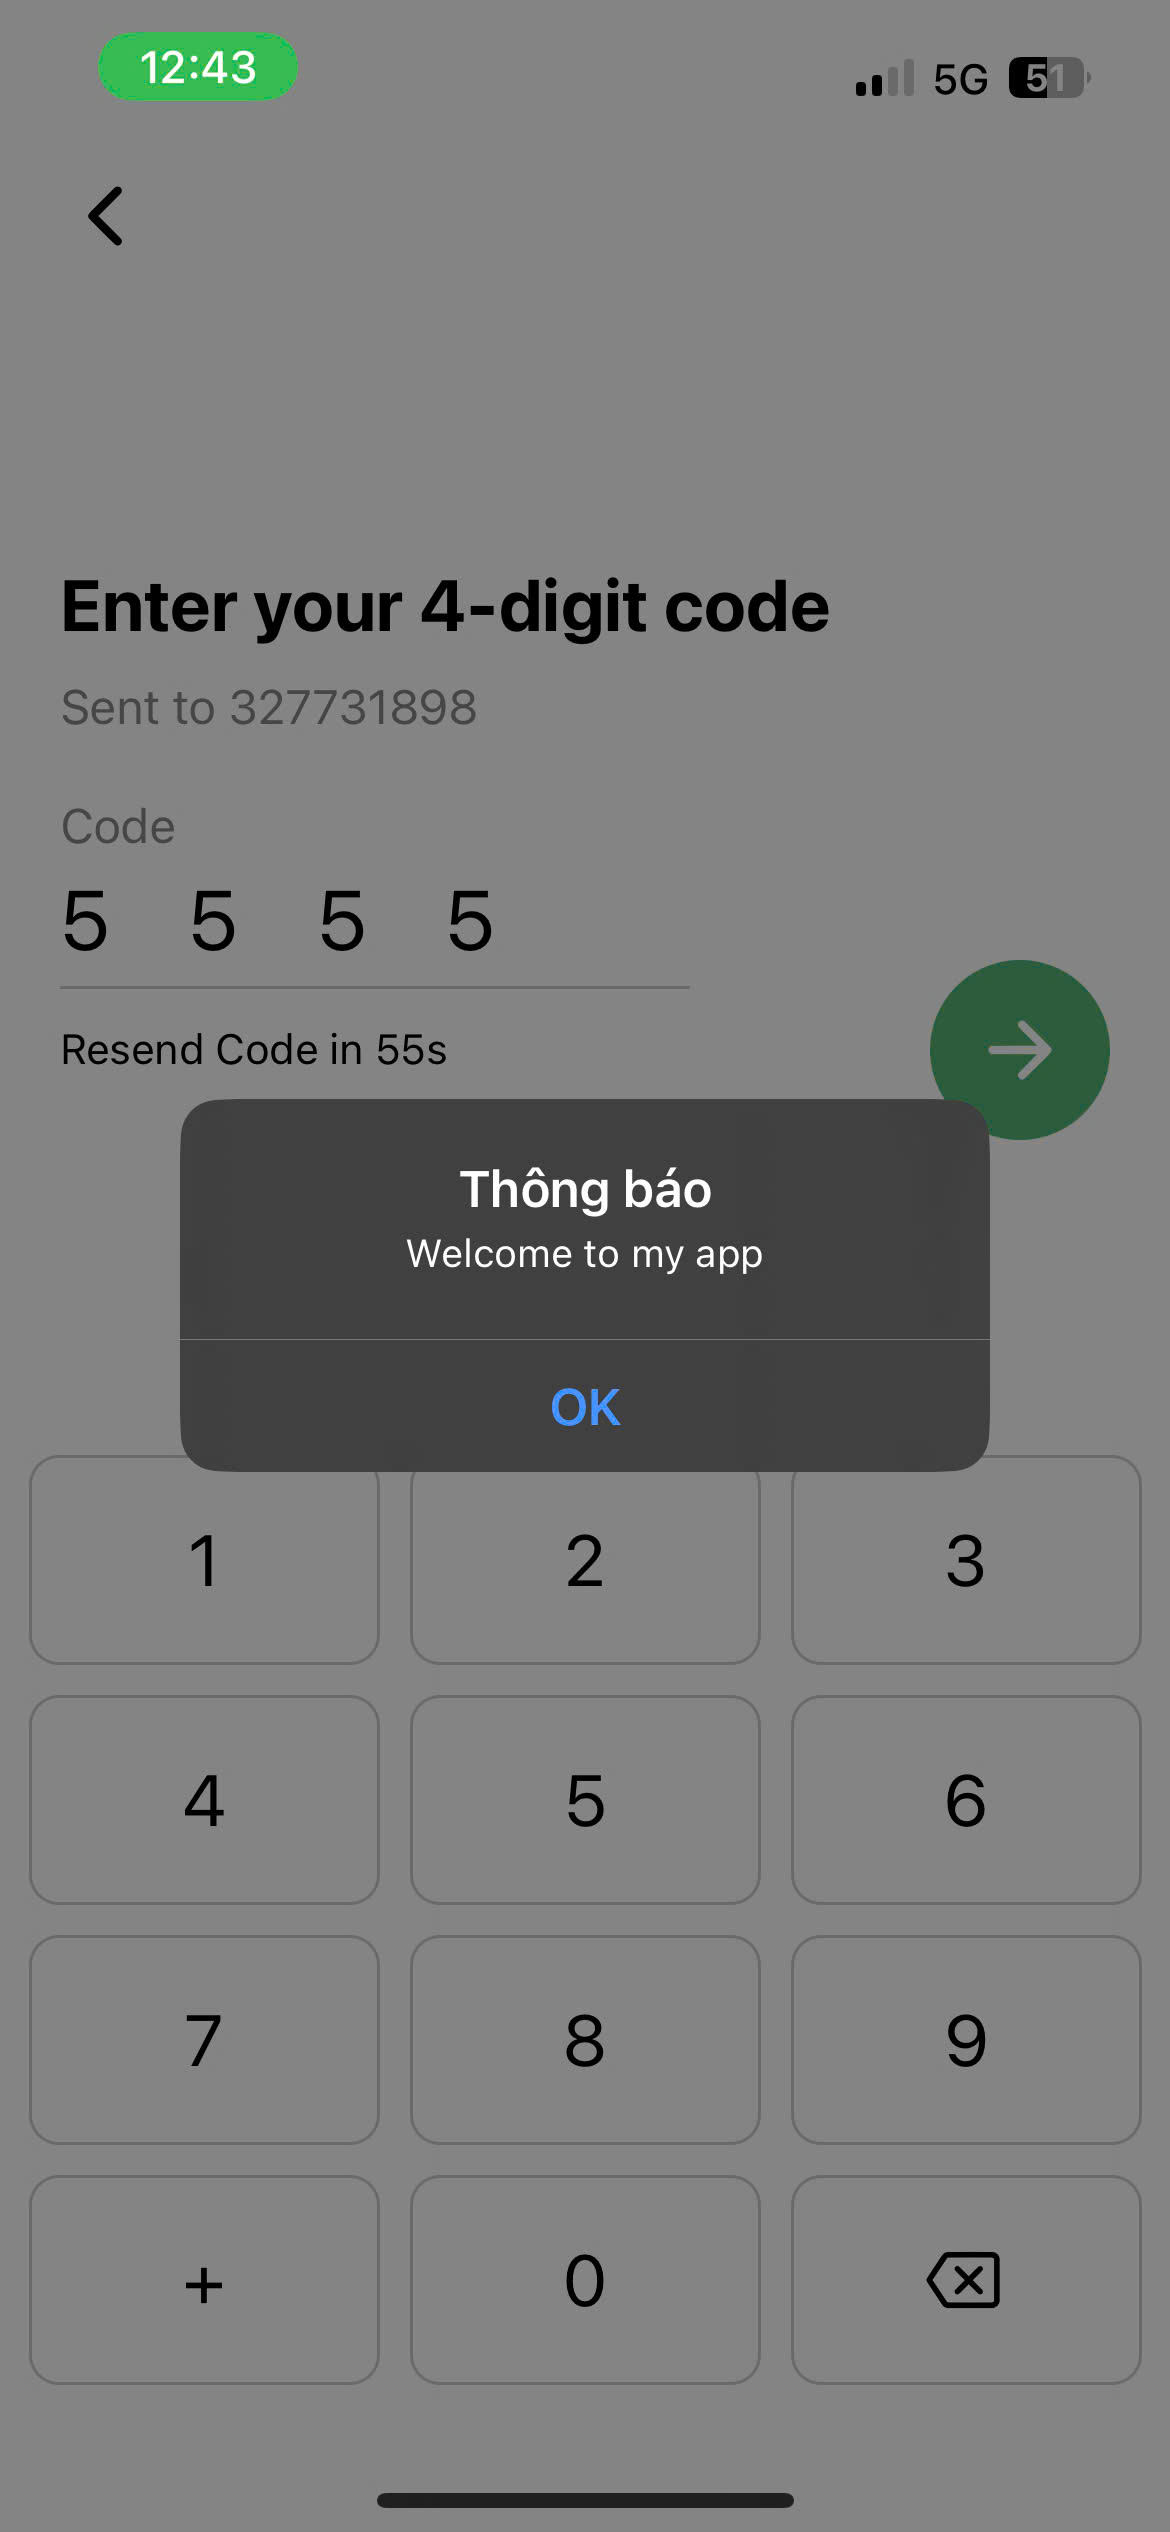 12:43
5G 51
Enter your 4-digit code
Sent to 327731898
Code
5 5 5 5
Resend Code in 55s
Thông báo
Welcome to my app
OK
1 2 3
4 5 6
7 8 9
+ 0